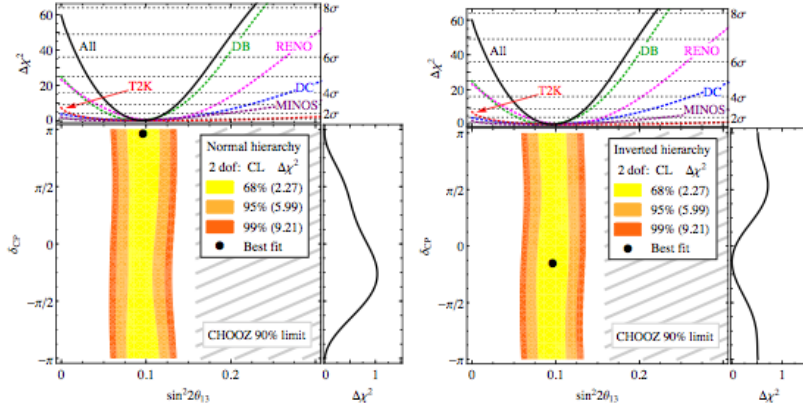 60
40
20
0
Δχ²
All
T2K
DB
RENO
DC
MINOS
8σ
6σ
4σ
2σ
π
π/2
0
−π/2
−π
δCP
Normal hierarchy
2 dof: CL Δχ²
68% (2.27)
95% (5.99)
99% (9.21)
Best fit
CHOOZ 90% limit
0 0.1 0.2 0 1
sin²2θ13 Δχ²
60
40
20
0
Δχ²
All
T2K
DB
RENO
DC
MINOS
8σ
6σ
4σ
2σ
π
π/2
0
−π/2
−π
δCP
Inverted hierarchy
2 dof: CL Δχ²
68% (2.27)
95% (5.99)
99% (9.21)
Best fit
CHOOZ 90% limit
0 0.1 0.2 0 1
sin²2θ13 Δχ²